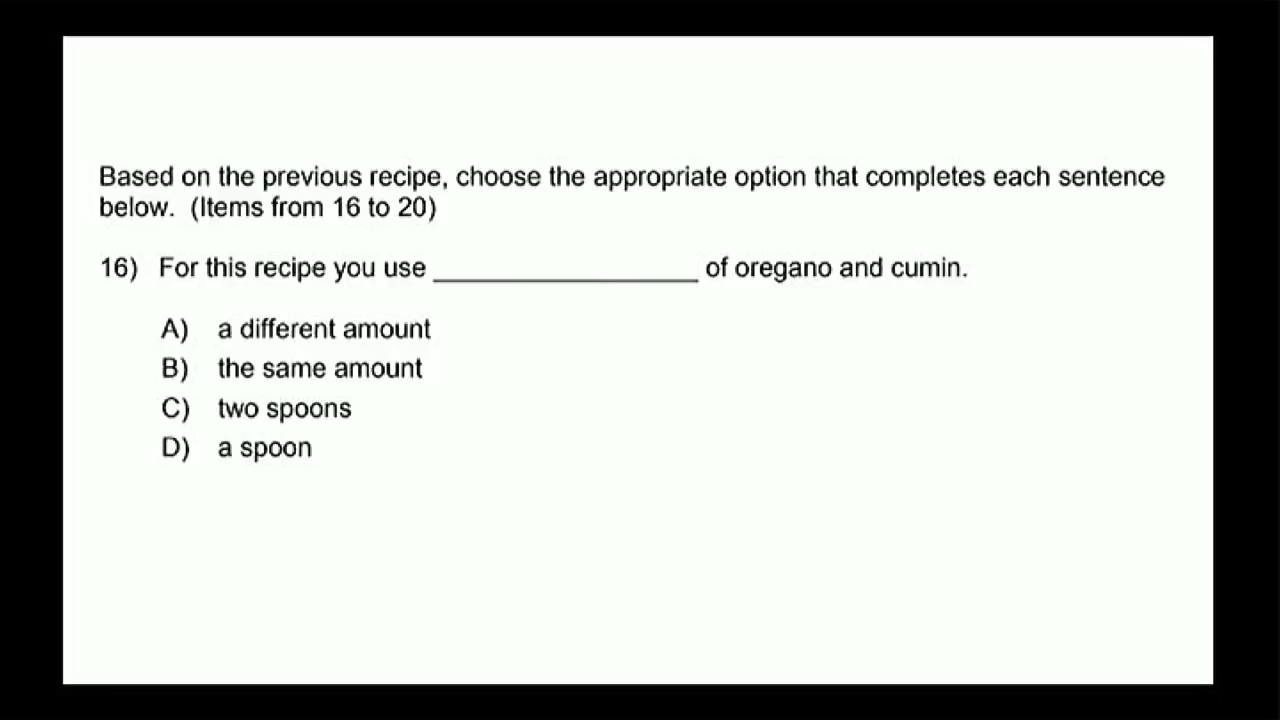 Based on the previous recipe, choose the appropriate option that completes each sentence
below. (Items from 16 to 20)
16) For this recipe you use ___________________ of oregano and cumin.
A) a different amount
B) the same amount
C) two spoons
D) a spoon